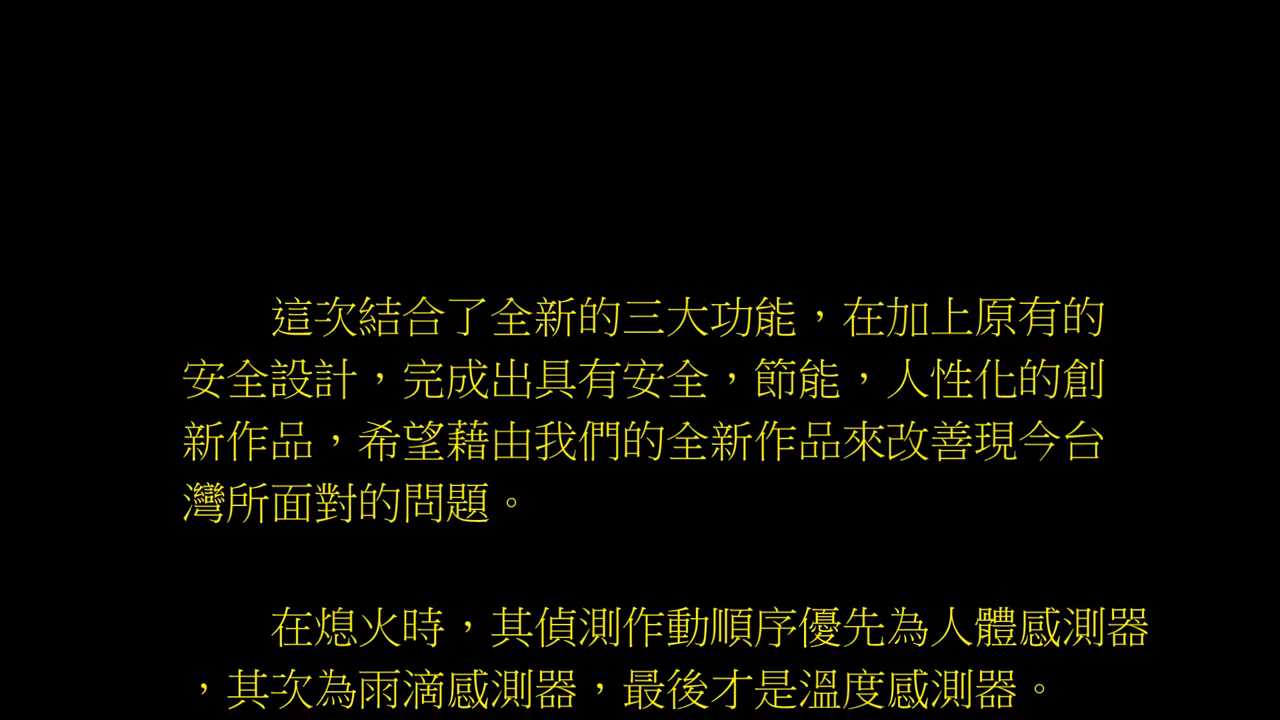 這次結合了全新的三大功能，在加上原有的
安全設計，完成出具有安全，節能，人性化的創
新作品，希望藉由我們的全新作品來改善現今台
灣所面對的問題。
在熄火時，其偵測作動順序優先為人體感測器
，其次為雨滴感測器，最後才是溫度感測器。